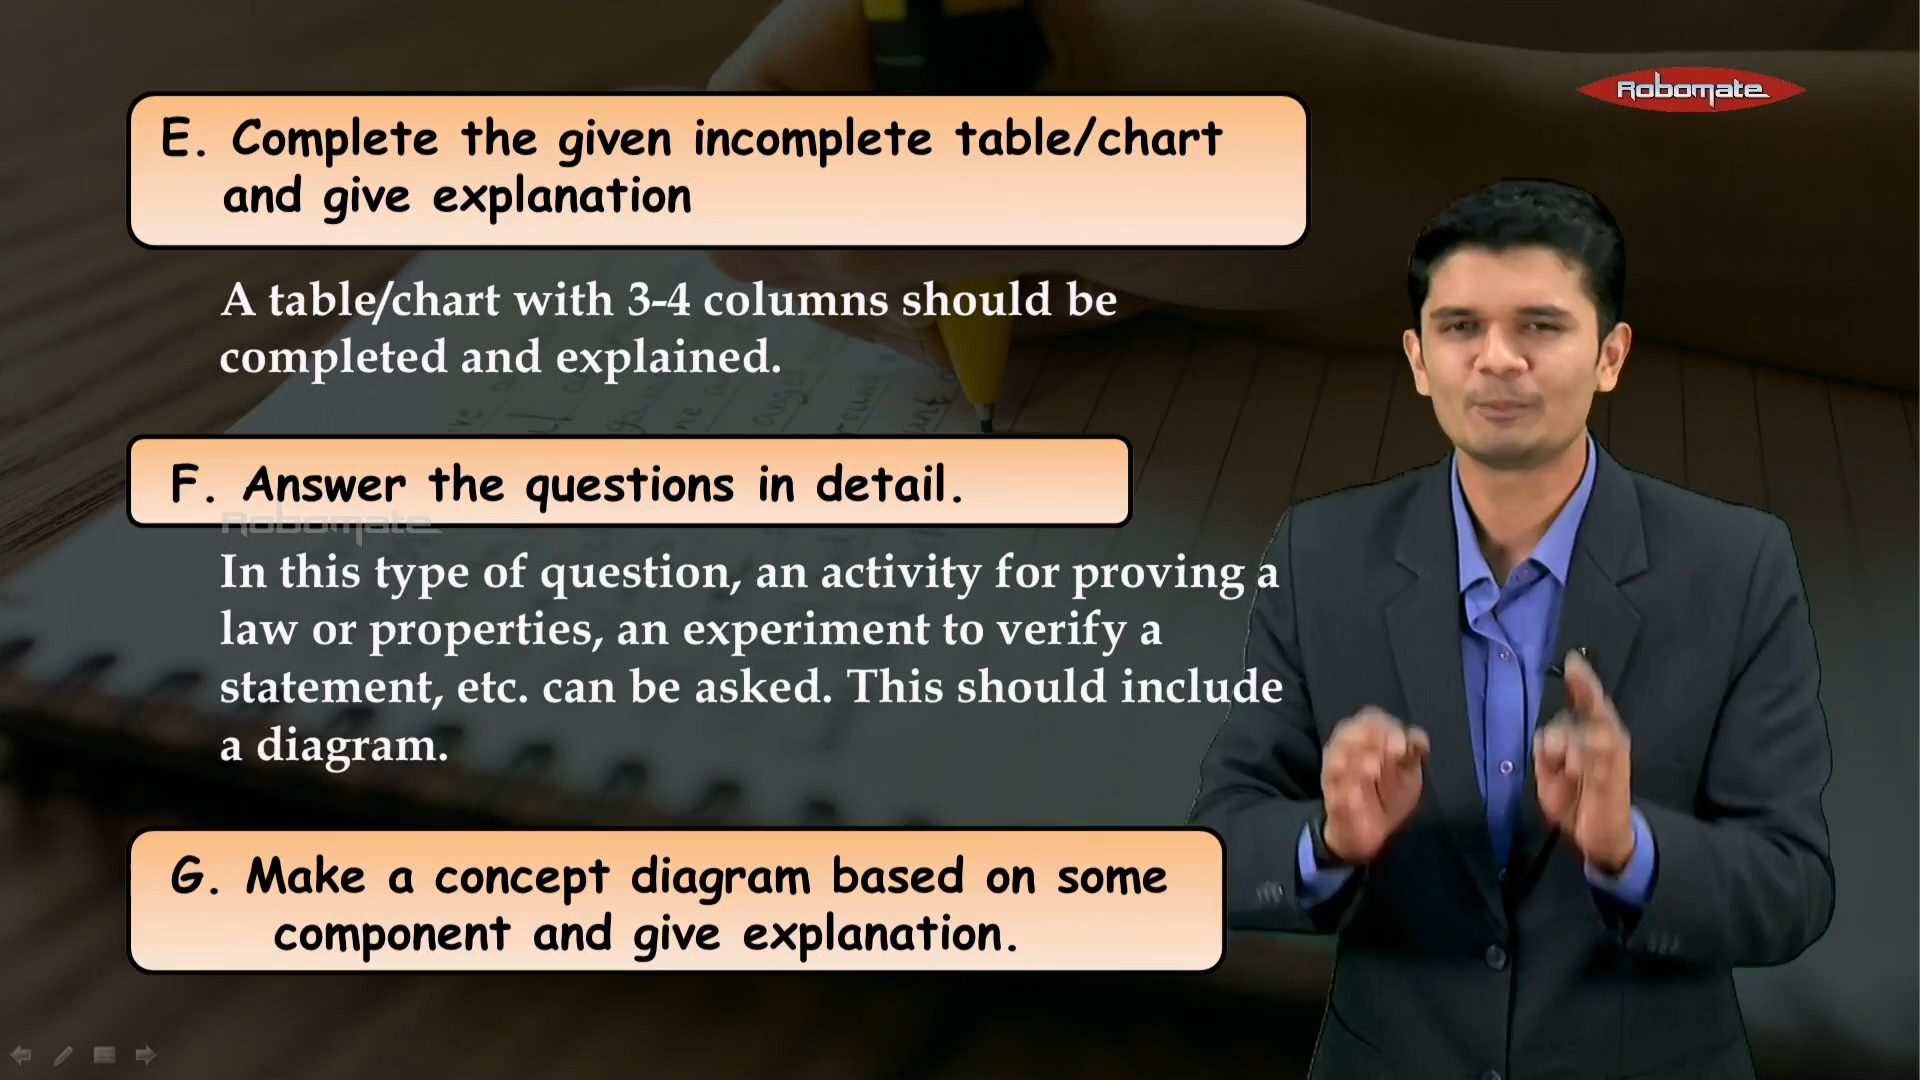 Robomate
E. Complete the given incomplete table/chart
and give explanation
A table/chart with 3-4 columns should be
completed and explained.
F. Answer the questions in detail.
Robomate
In this type of question, an activity for proving a
law or properties, an experiment to verify a
statement, etc. can be asked. This should include
a diagram.
G. Make a concept diagram based on some
component and give explanation.